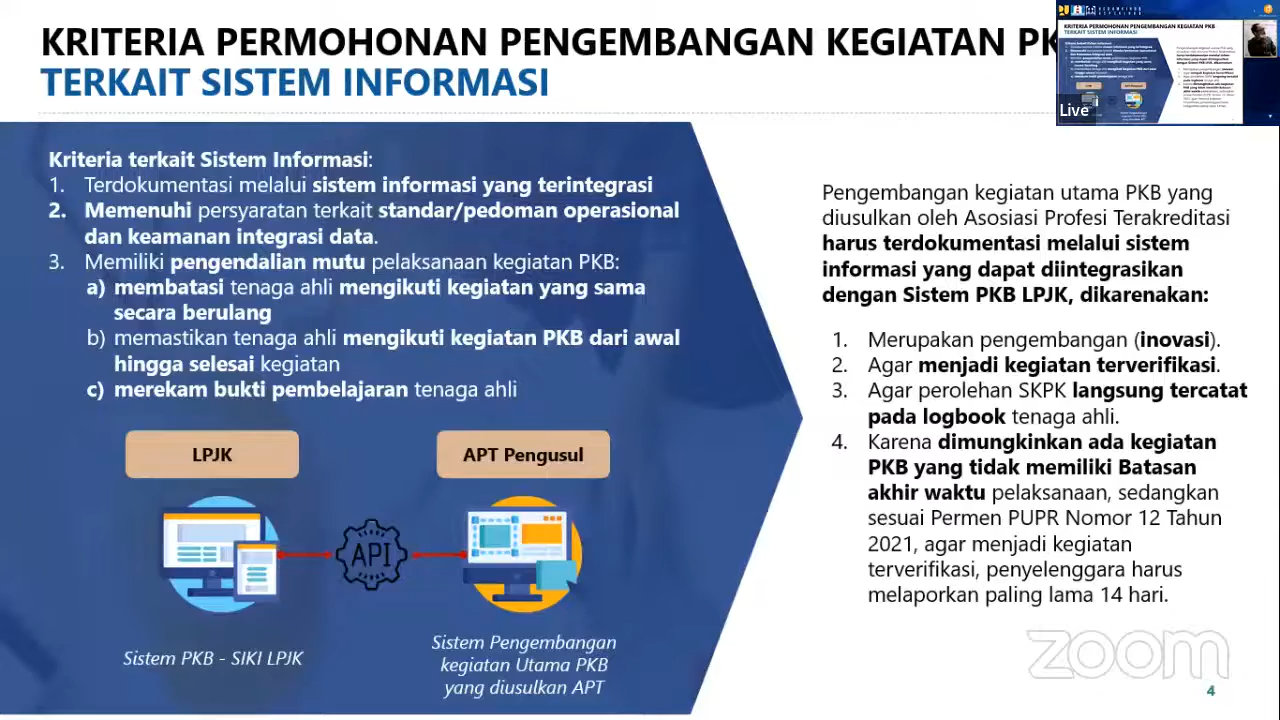 KRITERIA PERMOHONAN PENGEMBANGAN KEGIATAN PK
TERKAIT SISTEM INFORMASI
KRITERIA PERMOHONAN PENGEMBANGAN KEGIATAN PKB
TERKAIT SISTEM INFORMASI
Live
Kriteria terkait Sistem Informasi:
1. Terdokumentasi melalui sistem informasi yang terintegrasi
2. Memenuhi persyaratan terkait standar/pedoman operasional
dan keamanan integrasi data.
3. Memiliki pengendalian mutu pelaksanaan kegiatan PKB:
a) membatasi tenaga ahli mengikuti kegiatan yang sama
secara berulang
b) memastikan tenaga ahli mengikuti kegiatan PKB dari awal
hingga selesai kegiatan
c) merekam bukti pembelajaran tenaga ahli
LPJK
APT Pengusul
API
Sistem PKB - SIKI LPJK
Sistem Pengembangan
kegiatan Utama PKB
yang diusulkan APT
Pengembangan kegiatan utama PKB yang
diusulkan oleh Asosiasi Profesi Terakreditasi
harus terdokumentasi melalui sistem
informasi yang dapat diintegrasikan
dengan Sistem PKB LPJK, dikarenakan:
1. Merupakan pengembangan (inovasi).
2. Agar menjadi kegiatan terverifikasi.
3. Agar perolehan SKPK langsung tercatat
pada logbook tenaga ahli.
4. Karena dimungkinkan ada kegiatan
PKB yang tidak memiliki Batasan
akhir waktu pelaksanaan, sedangkan
sesuai Permen PUPR Nomor 12 Tahun
2021, agar menjadi kegiatan
terverifikasi, penyelenggara harus
melaporkan paling lama 14 hari.
zoom
4